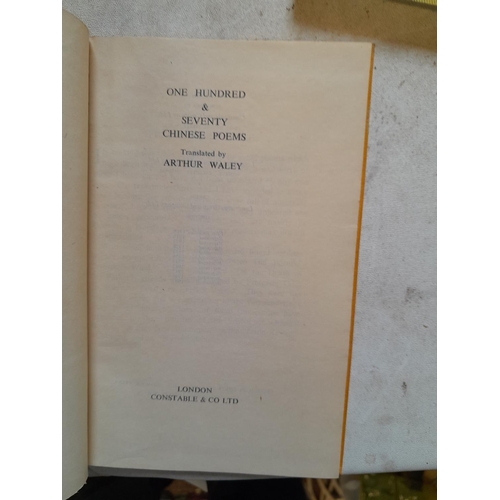 ONE HUNDRED
&
SEVENTY
CHINESE POEMS
Translated by
ARTHUR WALEY
LONDON
CONSTABLE & CO LTD